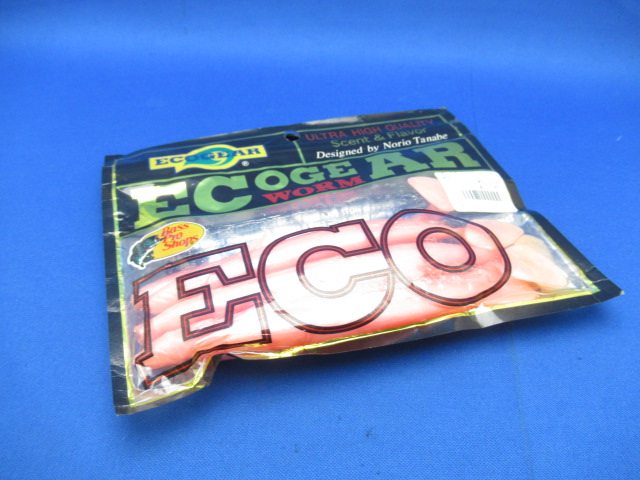 ECOGEAR
®
ULTRA HIGH QUALITY
Scent & Flavor
Designed by Norio Tanabe
ECOGEAR
WORM
Bass
Pro
Shops
ECO